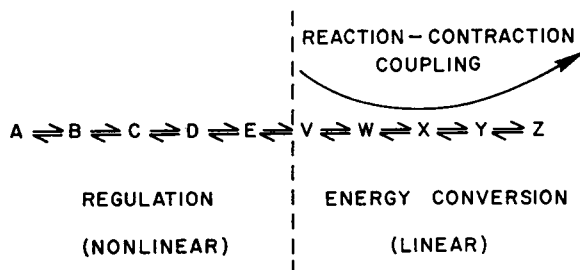 REACTION – CONTRACTION
COUPLING
A ⇌ B ⇌ C ⇌ D ⇌ E ⇌ V ⇌ W ⇌ X ⇌ Y ⇌ Z
REGULATION
(NONLINEAR)
ENERGY CONVERSION
(LINEAR)